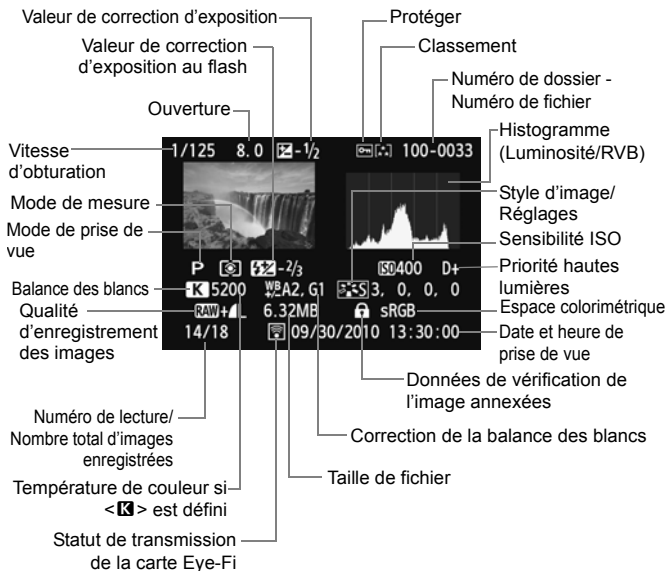 Valeur de correction d'exposition
Protéger
Valeur de correction
d'exposition au flash
Classement
Numéro de dossier -
Numéro de fichier
Ouverture
Histogramme
(Luminosité/RVB)
Vitesse
d'obturation
1/125 8.0 -1/2 100-0033
Style d'image/
Réglages
Mode de mesure
Mode de prise de
vue
Sensibilité ISO
P -2/3 ISO400 D+
Priorité hautes
lumières
Balance des blancs
K 5200 WB+/-A2, G1 S 3, 0, 0, 0
Espace colorimétrique
Qualité
d'enregistrement
des images
RAW+L 6.32MB sRGB
14/18 09/30/2010 13:30:00
Date et heure de
prise de vue
Données de vérification de
l'image annexées
Numéro de lecture/
Nombre total d'images
enregistrées
Correction de la balance des blancs
Taille de fichier
Température de couleur si
<K> est défini
Statut de transmission
de la carte Eye-Fi